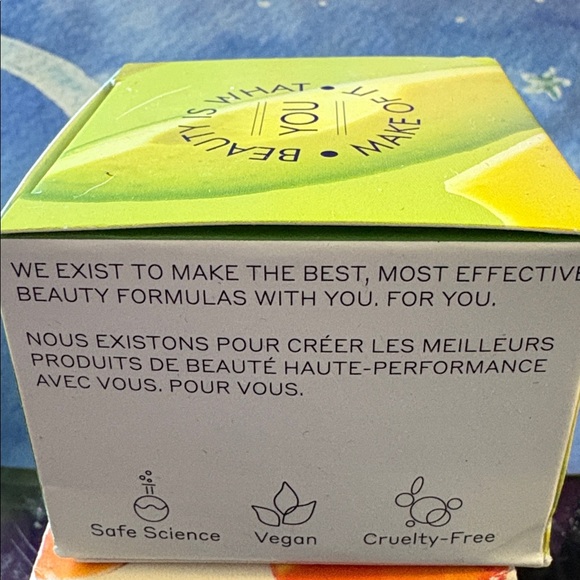 BEAUTY IS WHAT • MAKE OF IT •
YOU
WE EXIST TO MAKE THE BEST, MOST EFFECTIVE
BEAUTY FORMULAS WITH YOU. FOR YOU.
NOUS EXISTONS POUR CRÉER LES MEILLEURS
PRODUITS DE BEAUTÉ HAUTE-PERFORMANCE
AVEC VOUS. POUR VOUS.
Safe Science
Vegan
Cruelty-Free